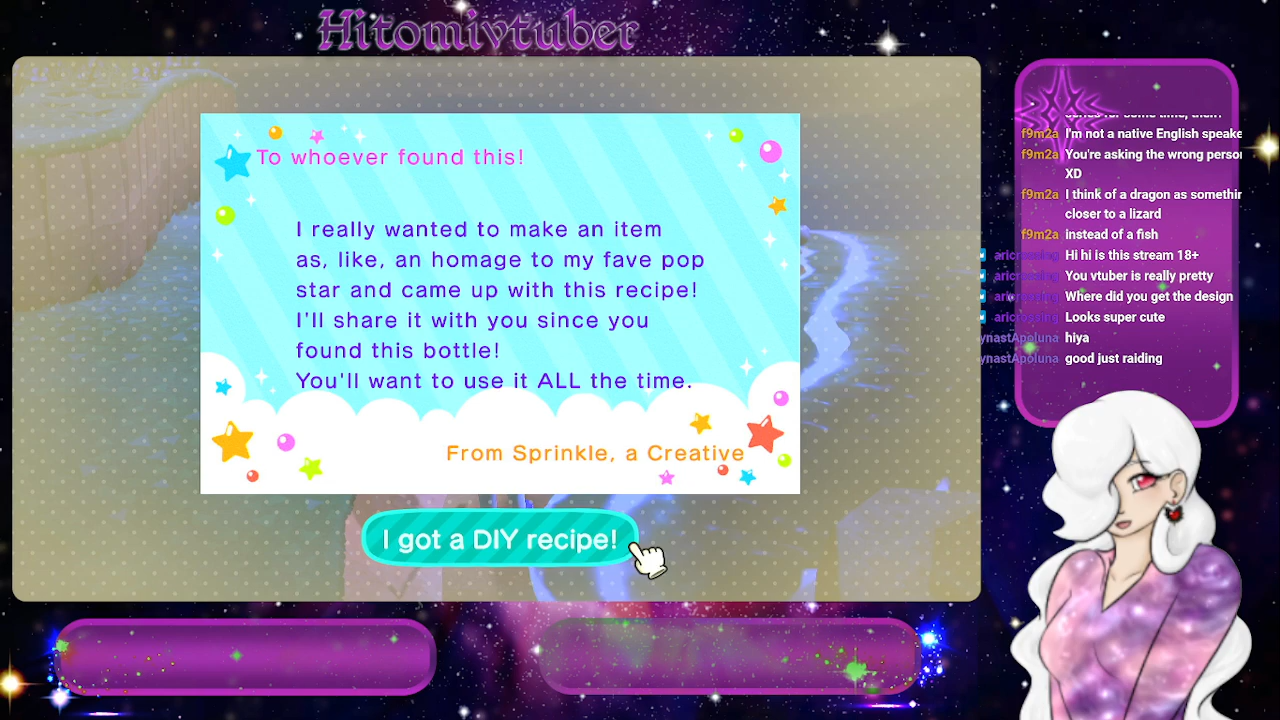 Hitomivtuber
To whoever found this!
I really wanted to make an item
as, like, an homage to my fave pop
star and came up with this recipe!
I'll share it with you since you
found this bottle!
You'll want to use it ALL the time.
From Sprinkle, a Creative
I got a DIY recipe!
f9m2a I'm not a native English speake
f9m2a You're asking the wrong person
XD
f9m2a I think of a dragon as somethin
closer to a lizard
f9m2a instead of a fish
Hi hi is this stream 18+
You vtuber is really pretty
Where did you get the design
Looks super cute
ynastApoluna hiya
ynastApoluna good just raiding